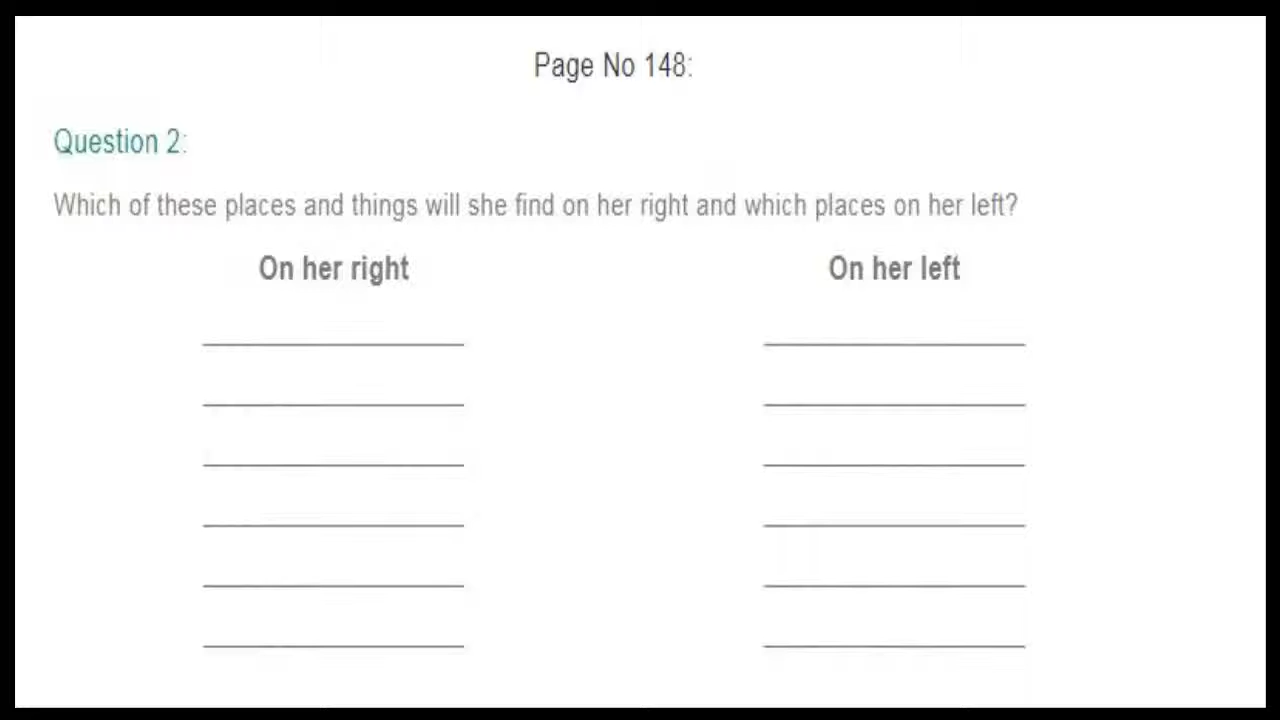 Page No 148:
Question 2:
Which of these places and things will she find on her right and which places on her left?
On her right On her left